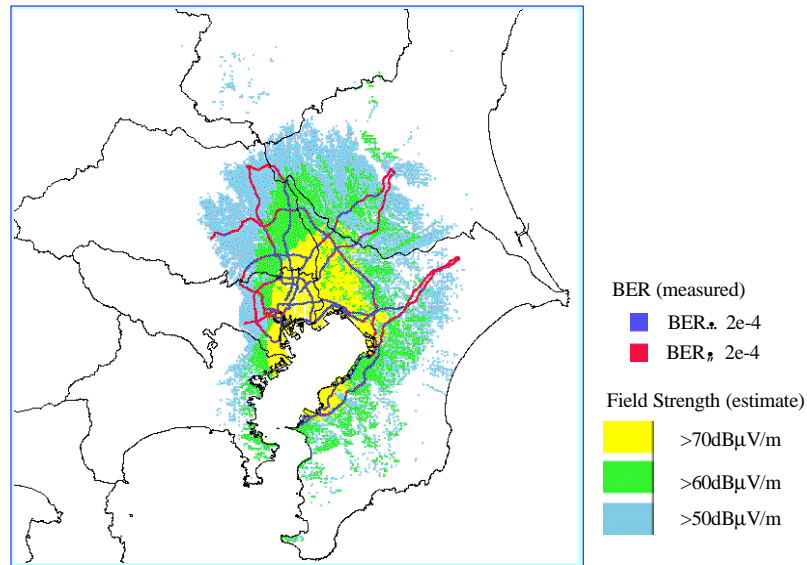 BER (measured)
BER 2e-4
BER 2e-4
Field Strength (estimate)
>70dBμV/m
>60dBμV/m
>50dBμV/m